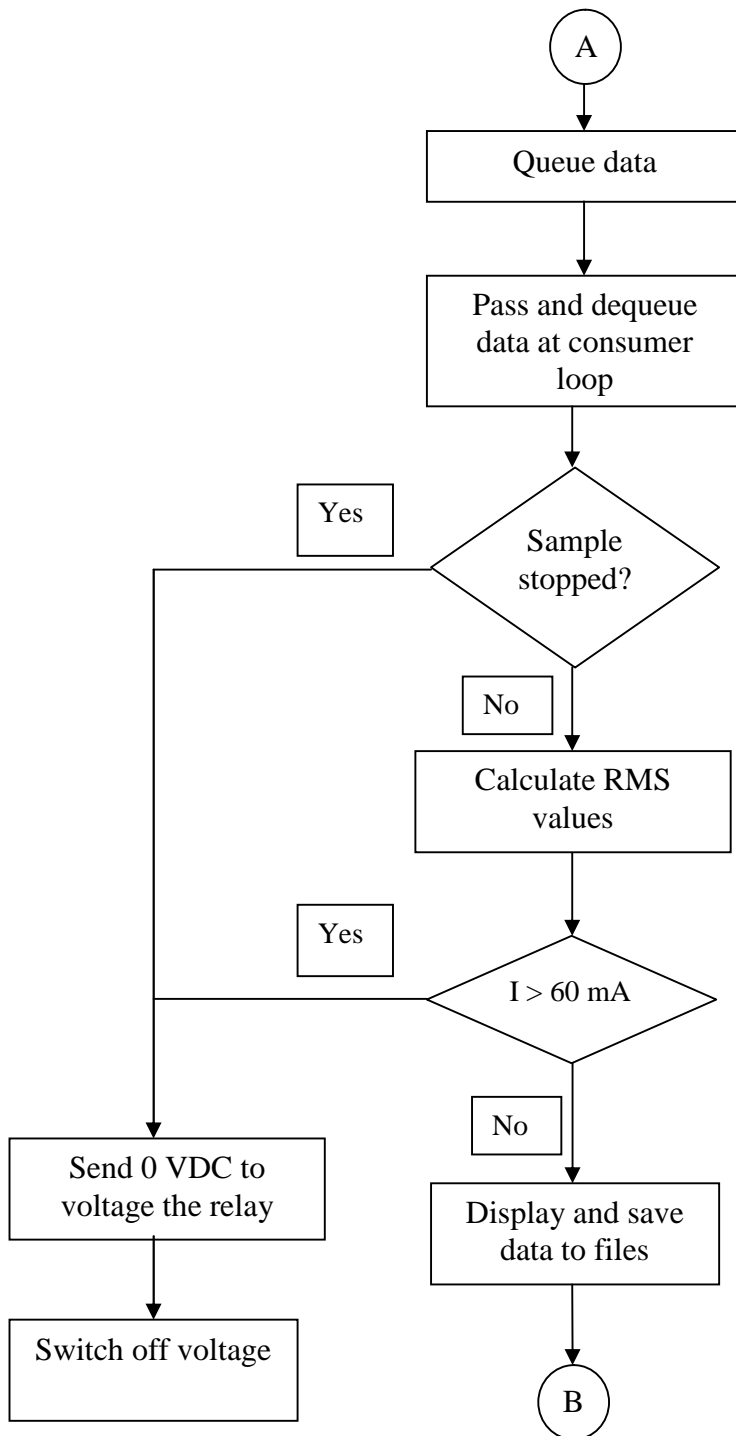 A
Queue data
Pass and dequeue
data at consumer
loop
Yes
Sample
stopped?
No
Calculate RMS
values
Yes
I > 60 mA
No
Send 0 VDC to
voltage the relay
Display and save
data to files
Switch off voltage
B